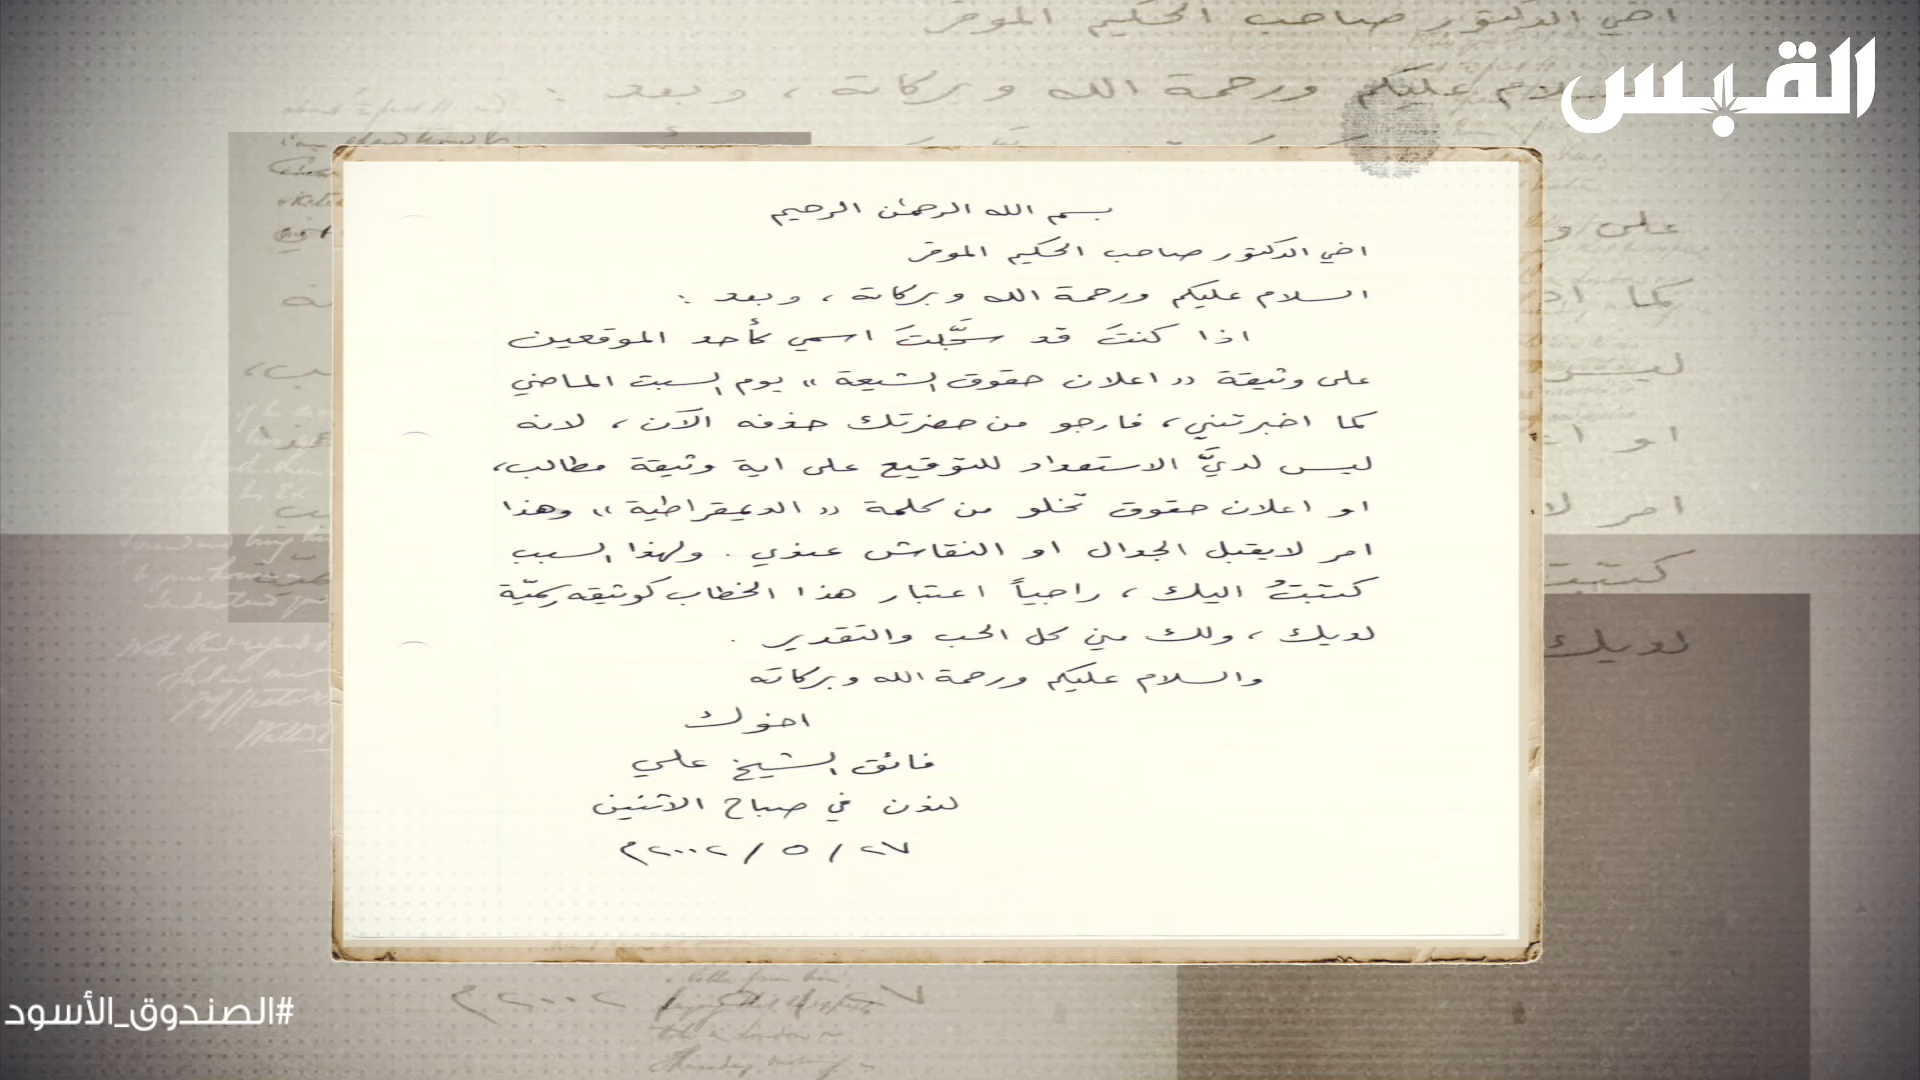 القبس
بسم الله الرحمن الرحيم
اخي الدكتور صاحب الحكيم الموقر
السلام عليكم ورحمة الله وبركاته ، وبعد :
اذا كنتَ قد سجَّلتَ اسمي كأحد الموقعين
على وثيقة (( اعلان حقوق الشيعة )) يوم السبت الماضي
كما اخبرتني ، فارجو من حضرتك حذفه الآن ، لانه
ليس لديَّ الاستعداد للتوقيع على اية وثيقة مطالب ،
او اعلان حقوق تخلو من كلمة (( الديمقراطية )) وهذا
امر لايقبل الجدال او النقاش عندي . ولهذا السبب
كتبتُ اليك ، راجياً اعتبار هذا الخطاب كوثيقة رسميّة
لديك ، ولك مني كل الحب والتقدير .
والسلام عليكم ورحمة الله وبركاته
اخوك
فائق الشيخ علي
لندن في صباح الاثنين
٢٧ / ٥ / ٢٠٠٢م
#الصندوق_الأسود